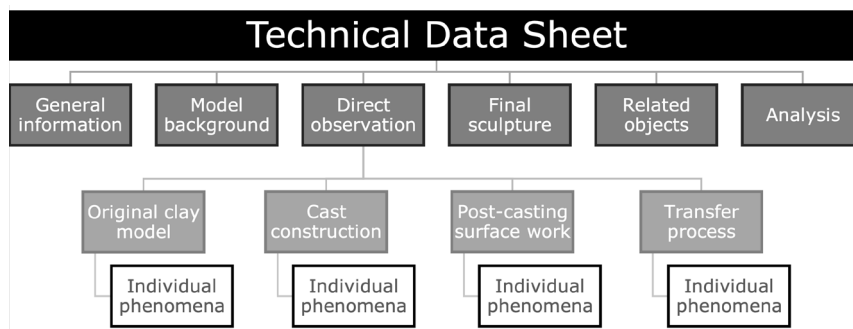 Technical Data Sheet
General
information
Model
background
Direct
observation
Final
sculpture
Related
objects
Analysis
Original clay
model
Cast
construction
Post-casting
surface work
Transfer
process
Individual
phenomena
Individual
phenomena
Individual
phenomena
Individual
phenomena